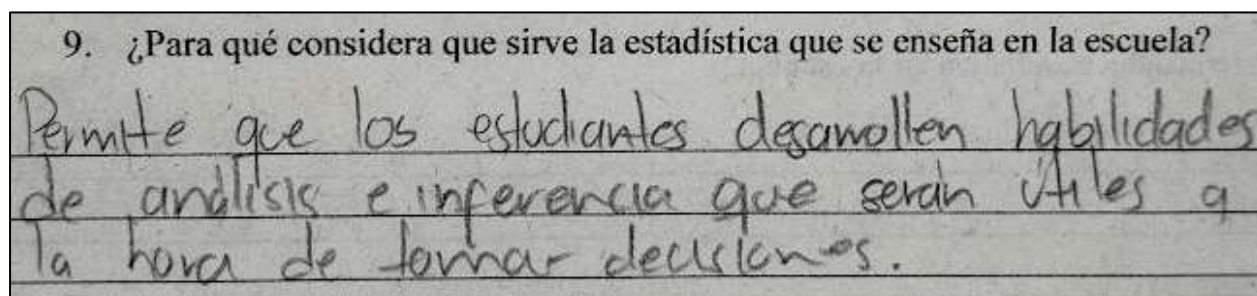 9. ¿Para qué considera que sirve la estadística que se enseña en la escuela?
Permite que los estudiantes desarrollen habilidades
de análisis e inferencia que serán útiles a
la hora de tomar decisiones.